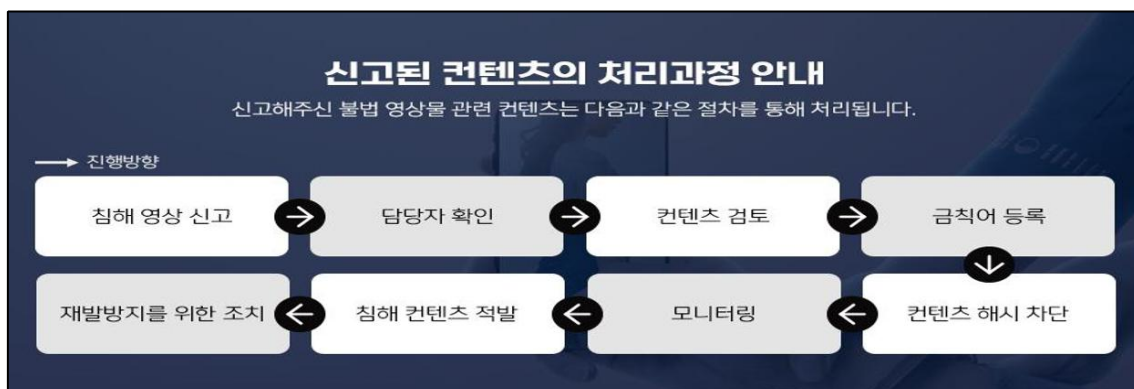 신고된 컨텐츠의 처리과정 안내
신고해주신 불법 영상물 관련 컨텐츠는 다음과 같은 절차를 통해 처리됩니다.
진행방향
침해 영상 신고
담당자 확인
컨텐츠 검토
금칙어 등록
컨텐츠 해시 차단
모니터링
침해 컨텐츠 적발
재발방지를 위한 조치